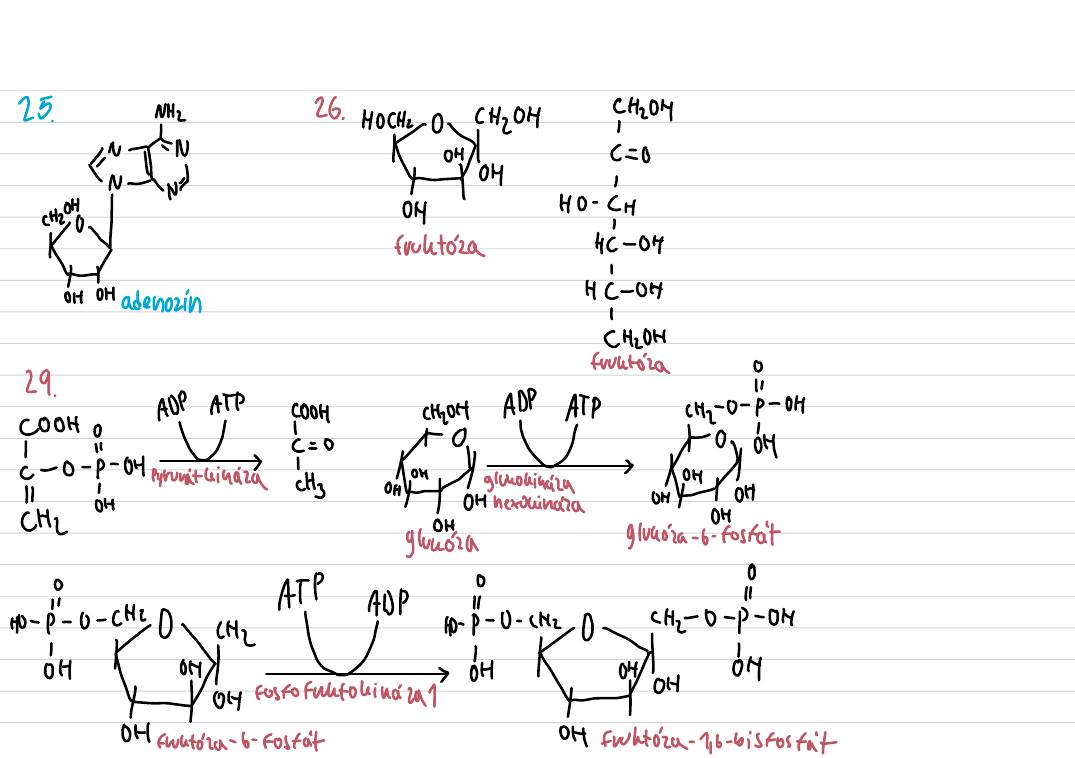 25.
NH2
N
N
N
N
CH2OH
O
OH OH
adenozín
26.
HOCH2 O CH2OH
OH
OH
OH
fruktóza
CH2OH
C=O
HO-CH
HC-OH
HC-OH
CH2OH
fruktóza
29.
COOH
C-O-P-OH
O
OH
CH2
ADP ATP
pyruvátkináza
COOH
C=O
CH3
CH2OH
O
OH
OH
OH
OH
glukóza
ADP ATP
glukokináza
hexokináza
O
CH2-O-P-OH
OH
O
OH
OH
OH
OH
glukóza-6-fosfát
O
HO-P-O-CH2 O CH2
OH
OH
OH
OH
fruktóza-6-fosfát
ATP ADP
fosfofuktokináza1
O
HO-P-O-CH2 O CH2-O-P-OH
O
OH
OH
OH
OH
OH
fruktóza-1,6-bisfosfát